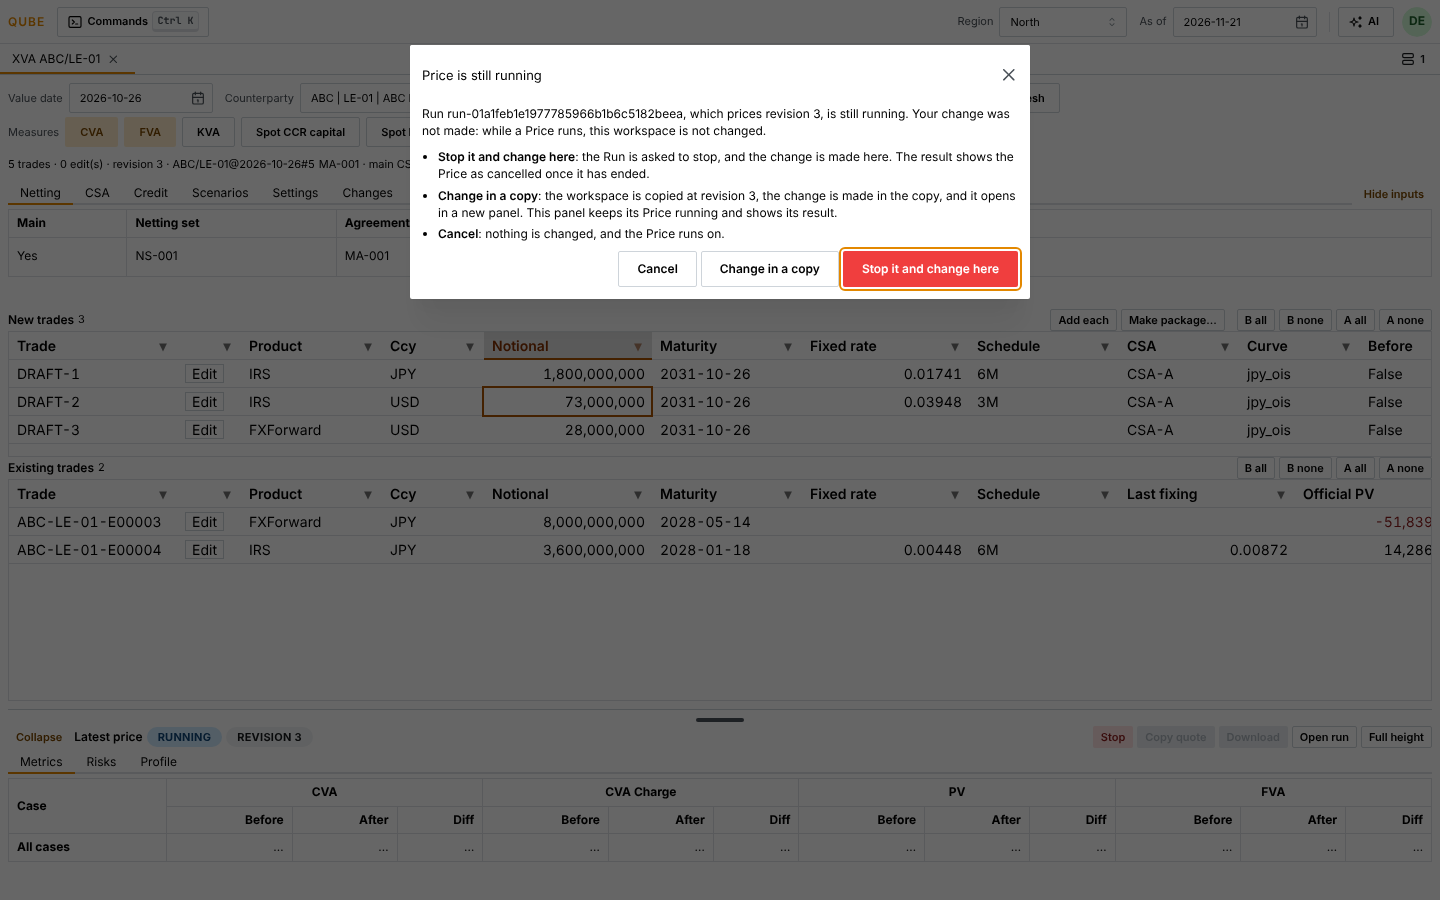 QUBE
Commands Ctrl K
Region North As of 2026-11-21 AI DE
XVA ABC/LE-01 1
Value date 2026-10-26 Counterparty ABC | LE-01 | ABC
Measures CVA FVA KVA Spot CCR capital Spot
5 trades · 0 edit(s) · revision 3 · ABC/LE-01@2026-10-26#5 MA-001 · main CS
Netting CSA Credit Scenarios Settings Changes Hide inputs
Main Netting set Agreement
Yes NS-001 MA-001
Price is still running
Run run-01a1feb1e1977785966b1b6c5182beea, which prices revision 3, is still running. Your change was
not made: while a Price runs, this workspace is not changed.
• Stop it and change here: the Run is asked to stop, and the change is made here. The result shows the
Price as cancelled once it has ended.
• Change in a copy: the workspace is copied at revision 3, the change is made in the copy, and it opens
in a new panel. This panel keeps its Price running and shows its result.
• Cancel: nothing is changed, and the Price runs on.
Cancel Change in a copy Stop it and change here
New trades 3 Add each Make package... B all B none A all A none
Trade Product Ccy Notional Maturity Fixed rate Schedule CSA Curve Before
DRAFT-1 Edit IRS JPY 1,800,000,000 2031-10-26 0.01741 6M CSA-A jpy_ois False
DRAFT-2 Edit IRS USD 73,000,000 2031-10-26 0.03948 3M CSA-A jpy_ois False
DRAFT-3 Edit FXForward USD 28,000,000 2031-10-26 CSA-A jpy_ois False
Existing trades 2 B all B none A all A none
Trade Product Ccy Notional Maturity Fixed rate Schedule Last fixing Official PV
ABC-LE-01-E00003 Edit FXForward JPY 8,000,000,000 2028-05-14 -51,839
ABC-LE-01-E00004 Edit IRS JPY 3,600,000,000 2028-01-18 0.00448 6M 0.00872 14,286
Collapse Latest price RUNNING REVISION 3 Stop Copy quote Download Open run Full height
Metrics Risks Profile
Case CVA CVA Charge PV FVA
Before After Diff Before After Diff Before After Diff Before After Diff
All cases ... ... ... ... ... ... ... ... ... ... ... ...